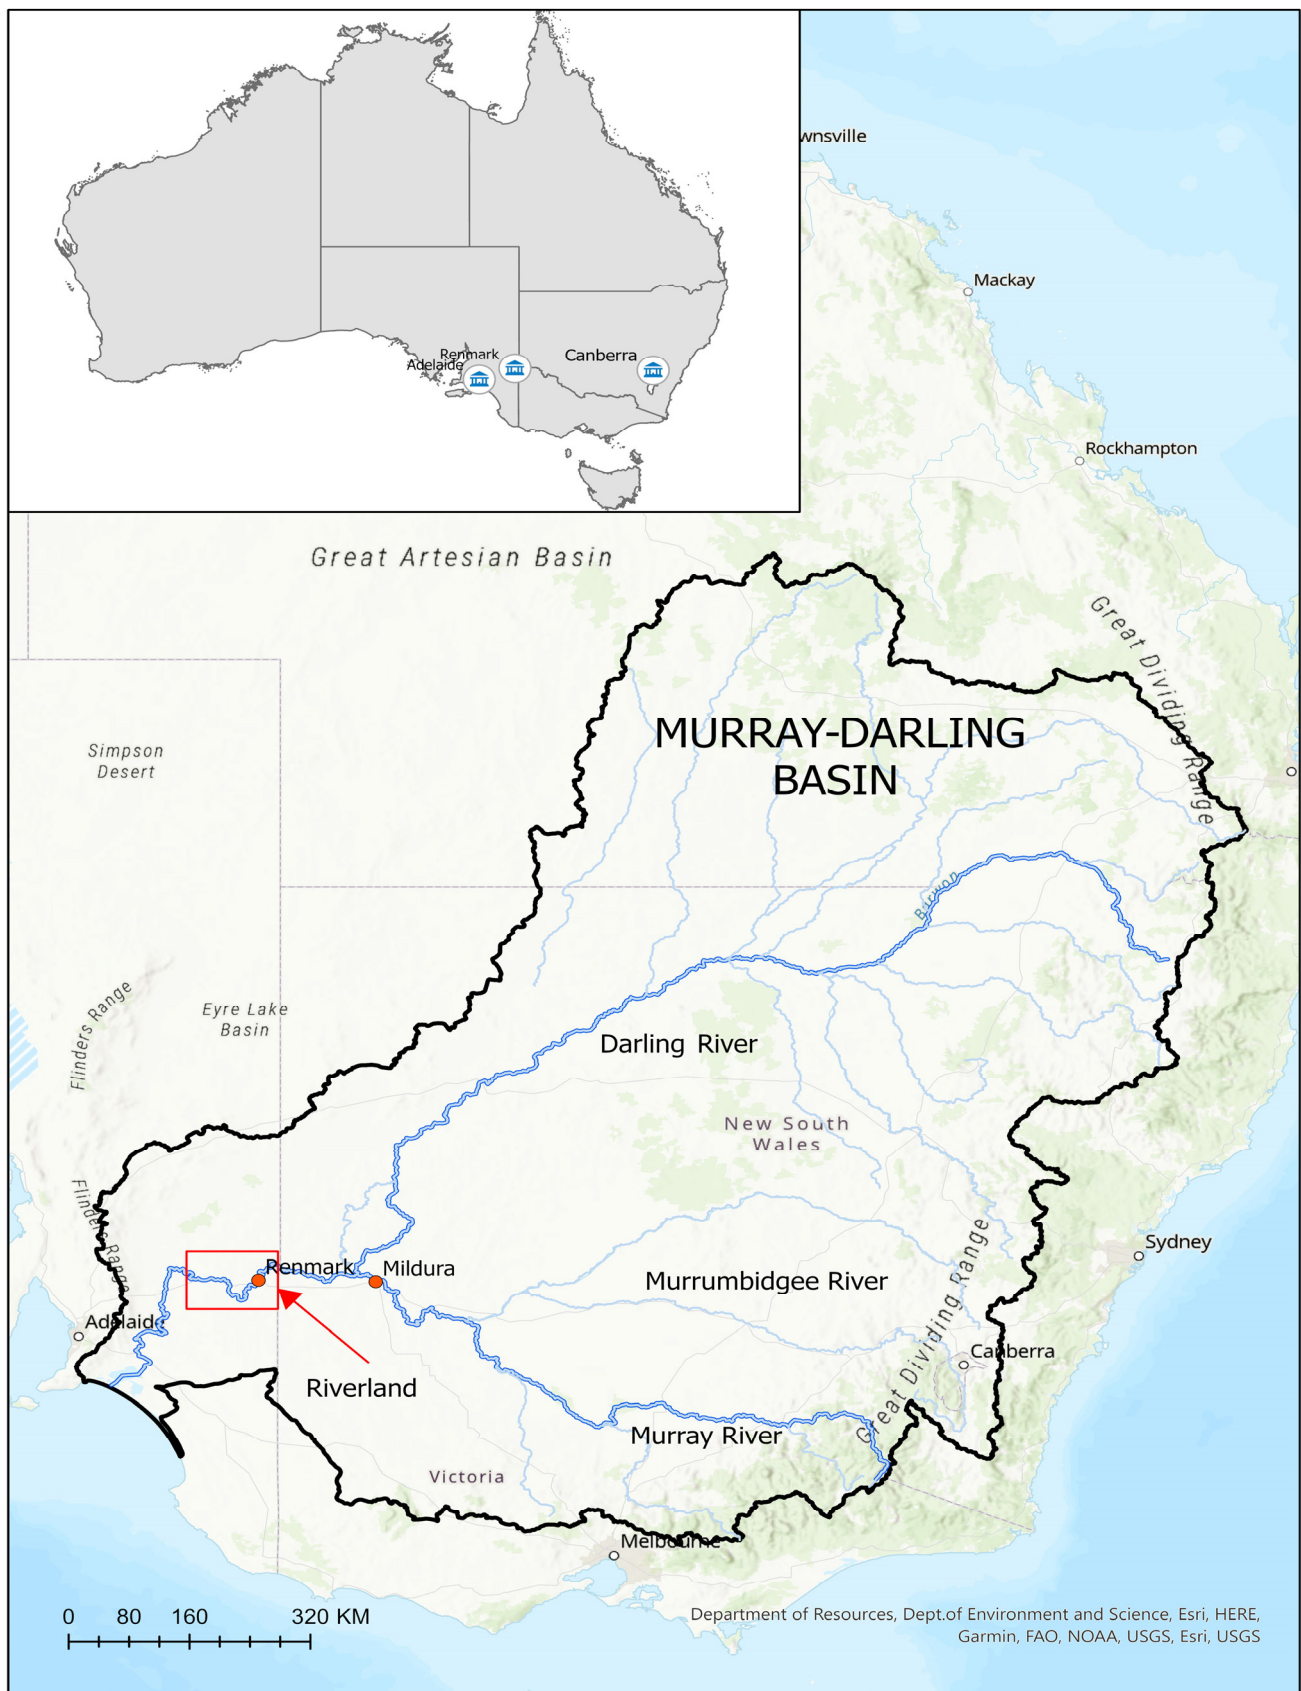 wnsville
Mackay
Renmark
Adelaide
Canberra
Rockhampton
Great Artesian Basin
Great Dividing Range
MURRAY-DARLING
BASIN
Simpson
Desert
Barwon
Flinders Range
Eyre Lake
Basin
Darling River
New South
Wales
Flinders Range
Great Dividing Range
Sydney
Renmark
Mildura
Murrumbidgee River
Adelaide
Canberra
Riverland
Murray River
Victoria
Melbourne
0 80 160 320 KM
Department of Resources, Dept.of Environment and Science, Esri, HERE,
Garmin, FAO, NOAA, USGS, Esri, USGS